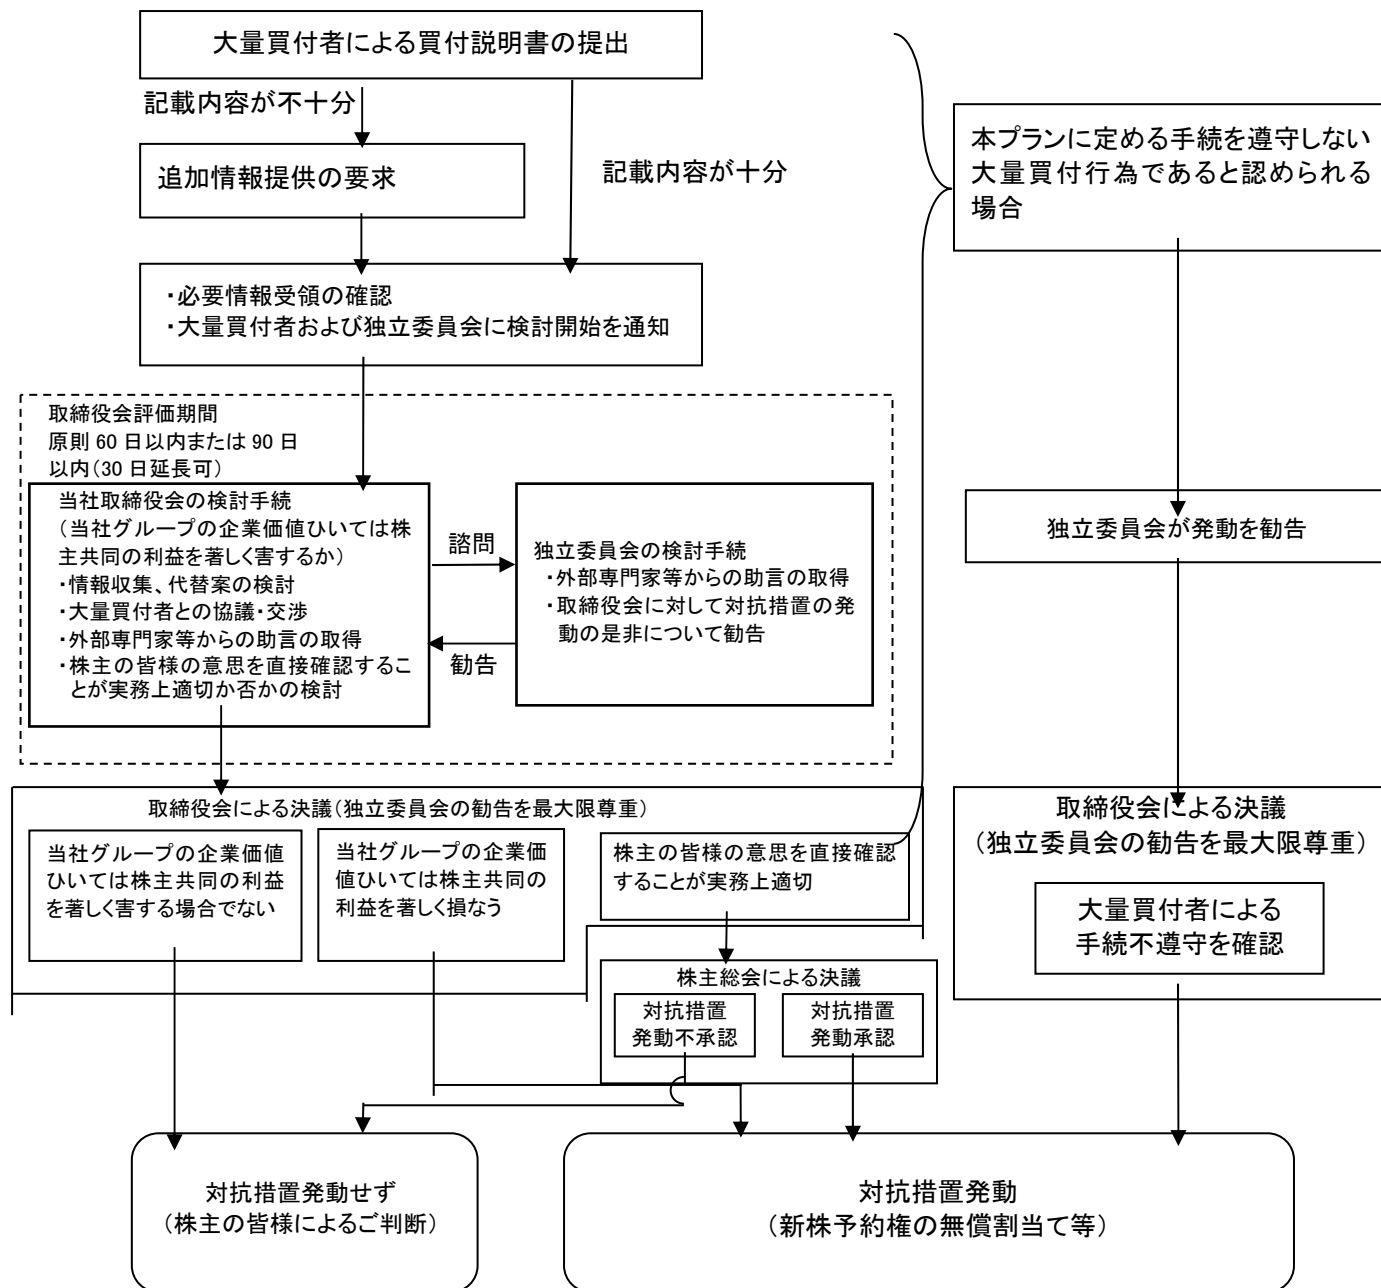 大量買付者による買付説明書の提出
記載内容が不十分
追加情報提供の要求
記載内容が十分
・必要情報受領の確認
・大量買付者および独立委員会に検討開始を通知
取締役会評価期間
原則 60 日以内または 90 日
以内(30 日延長可)
当社取締役会の検討手続
(当社グループの企業価値ひいては株
主共同の利益を著しく害するか)
・情報収集、代替案の検討
・大量買付者との協議・交渉
・外部専門家等からの助言の取得
・株主の皆様の意思を直接確認するこ
とが実務上適切か否かの検討
諮問
勧告
独立委員会の検討手続
・外部専門家等からの助言の取得
・取締役会に対して対抗措置の発
動の是非について勧告
取締役会による決議(独立委員会の勧告を最大限尊重)
当社グループの企業価値
ひいては株主共同の利益
を著しく害する場合でない
当社グループの企業価
値ひいては株主共同の
利益を著しく損なう
株主の皆様の意思を直接確認
することが実務上適切
株主総会による決議
対抗措置
発動不承認
対抗措置
発動承認
本プランに定める手続を遵守しない
大量買付行為であると認められる
場合
独立委員会が発動を勧告
取締役会による決議
(独立委員会の勧告を最大限尊重)
大量買付者による
手続不遵守を確認
対抗措置発動せず
(株主の皆様によるご判断)
対抗措置発動
(新株予約権の無償割当て等)